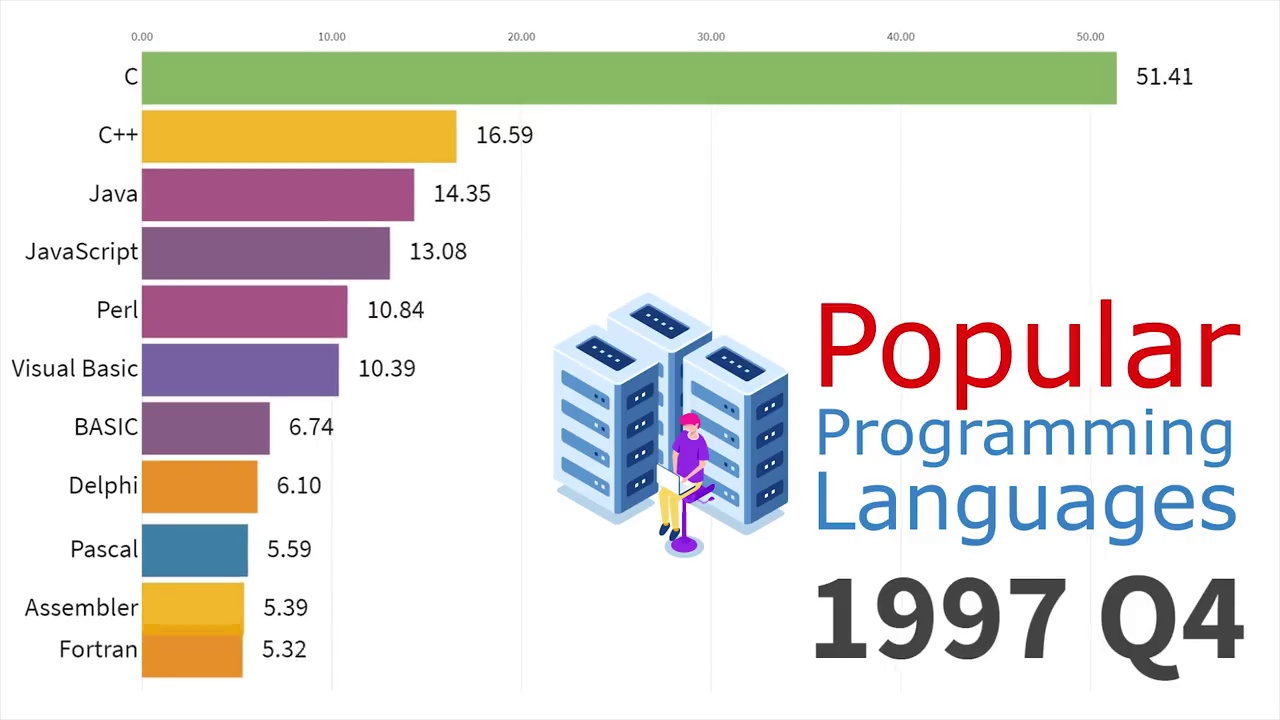 0.00 10.00 20.00 30.00 40.00 50.00
C 51.41
C++ 16.59
Java 14.35
JavaScript 13.08
Perl 10.84
Visual Basic 10.39
BASIC 6.74
Delphi 6.10
Pascal 5.59
Assembler 5.39
Fortran 5.32
Popular
Programming
Languages
1997 Q4